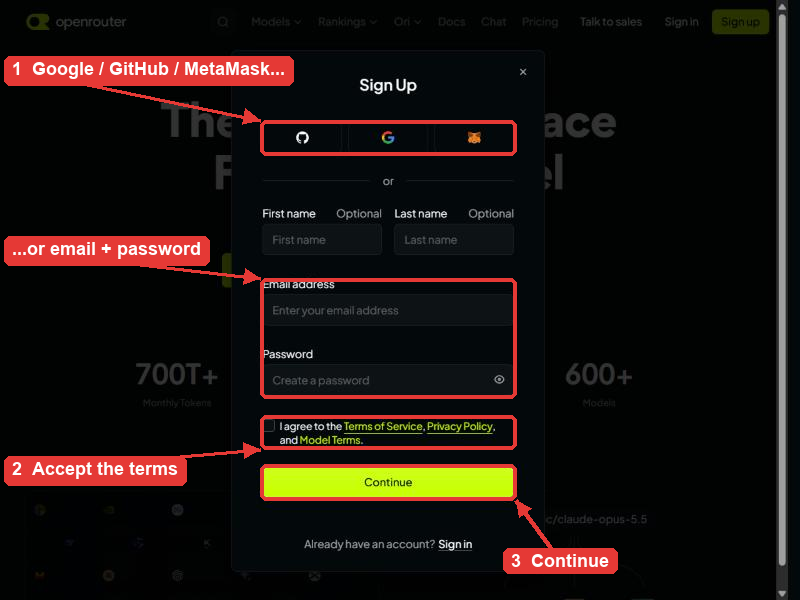 openrouter
Models
Rankings
Ori
Docs
Chat
Pricing
Talk to sales
Sign in
Sign up
1 Google / GitHub / MetaMask...
Sign Up
The
ace
F
el
or
First name Optional
Last name Optional
First name
Last name
...or email + password
Email address
Enter your email address
Password
Create a password
700T+
Monthly Tokens
600+
Models
I agree to the Terms of Service, Privacy Policy,
and Model Terms.
2 Accept the terms
Continue
c/claude-opus-5.5
Already have an account? Sign in
3 Continue